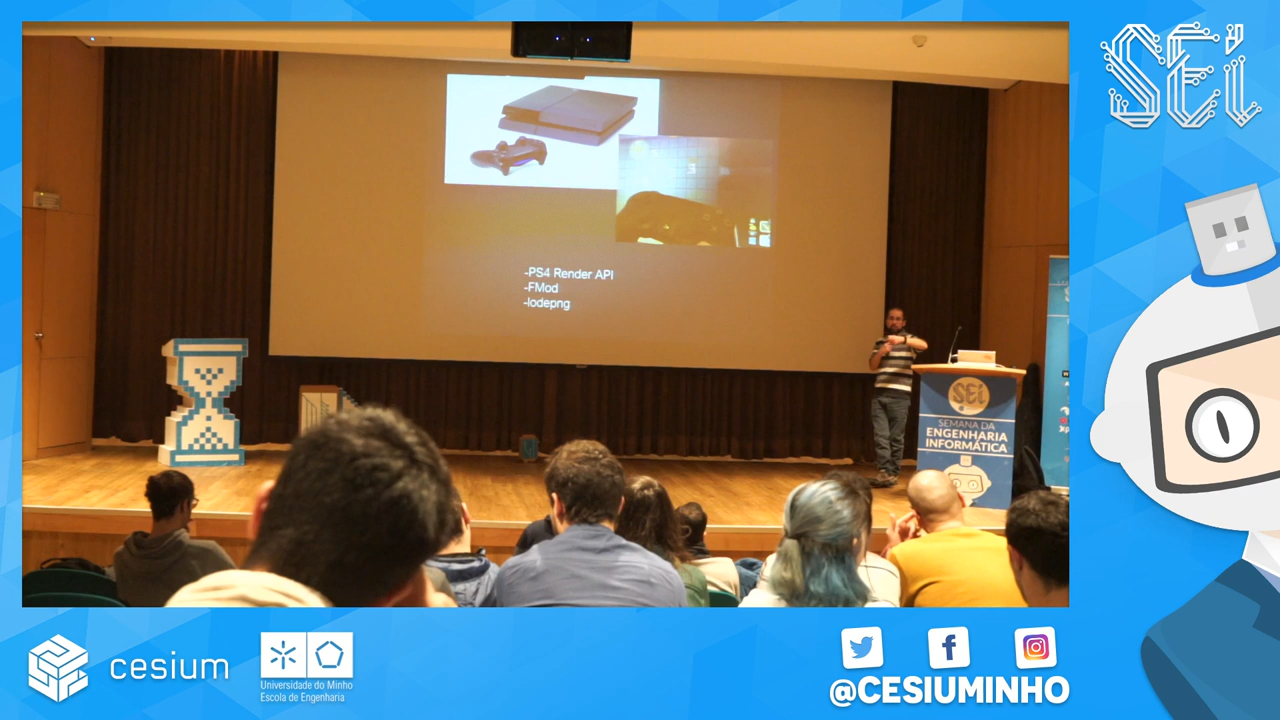 SEi
-PS4 Render API
-FMod
-lodepng
SEi
SEMANA DA
ENGENHARIA
INFORMÁTICA
cesium
Universidade do Minho
Escola de Engenharia
@CESIUMINHO